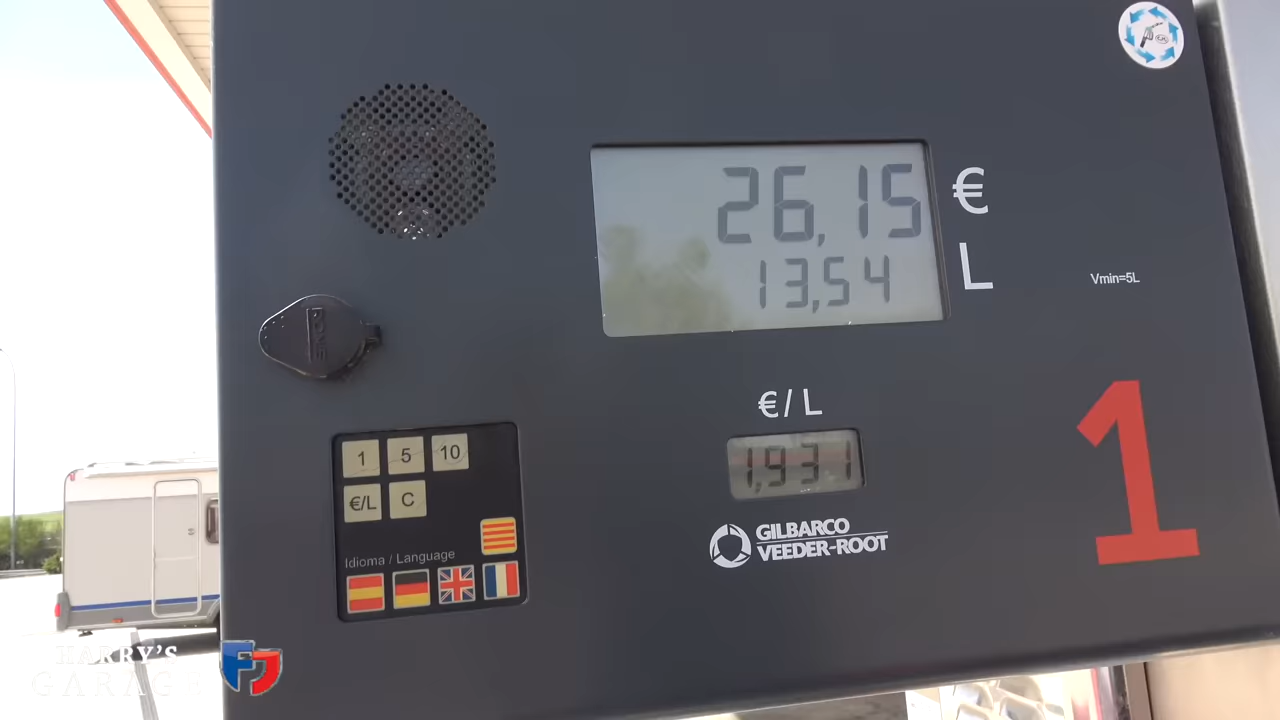 26,15 €
13,54 L
Vmin=5L
€/ L
1,931
GILBARCO
VEEDER-ROOT
1
1 5 10
€/L C
Idioma / Language
HARRY'S
GARAGE